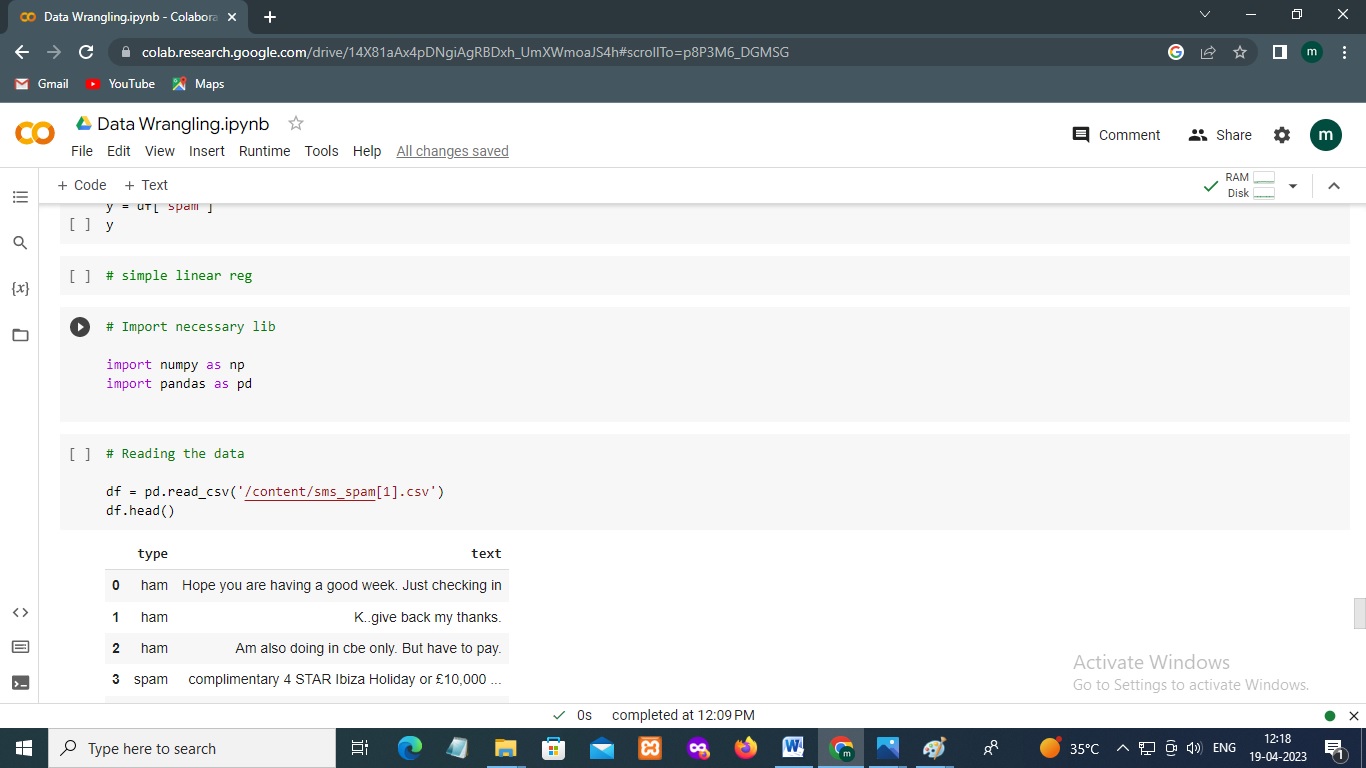 Data Wrangling.ipynb - Colabora
colab.research.google.com/drive/14X81aAx4pDNgiAgRBDxh_UmXWmoaJS4h#scrollTo=p8P3M6_DGMSG
m
Gmail YouTube Maps
Data Wrangling.ipynb
Comment Share m
File Edit View Insert Runtime Tools Help All changes saved
+ Code + Text
RAM
Disk
y = df[ spam ]
[ ] y
[ ] # simple linear reg
# Import necessary lib
import numpy as np
import pandas as pd
[ ] # Reading the data
df = pd.read_csv('/content/sms_spam[1].csv')
df.head()
type text
0 ham Hope you are having a good week. Just checking in
1 ham K..give back my thanks.
2 ham Am also doing in cbe only. But have to pay.
3 spam complimentary 4 STAR Ibiza Holiday or £10,000 ...
{x}
Activate Windows
Go to Settings to activate Windows.
0s completed at 12:09 PM
Type here to search
35°C
ENG
12:18
19-04-2023
1